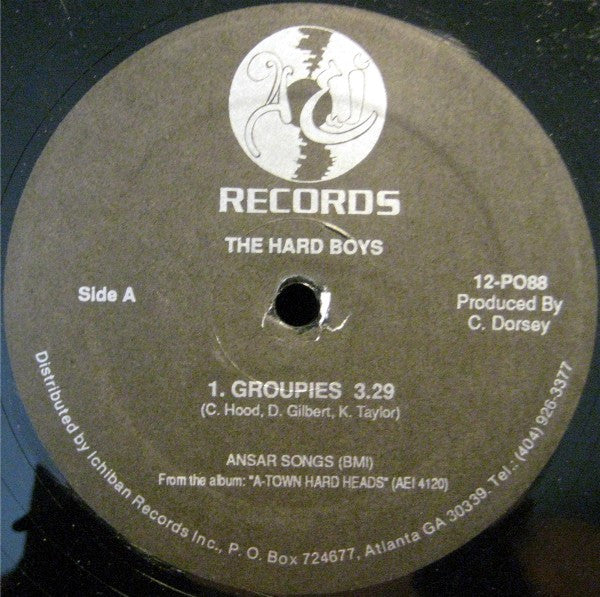 AEI
RECORDS
THE HARD BOYS
Side A
12-PO88
Produced By
C. Dorsey
1. GROUPIES 3.29
(C. Hood, D. Gilbert, K. Taylor)
ANSAR SONGS (BMI)
From the album: "A-TOWN HARD HEADS" (AEI 4120)
Distributed by Ichiban Records Inc., P. O. Box 724677, Atlanta GA 30339. Tel.: (404) 926-3377